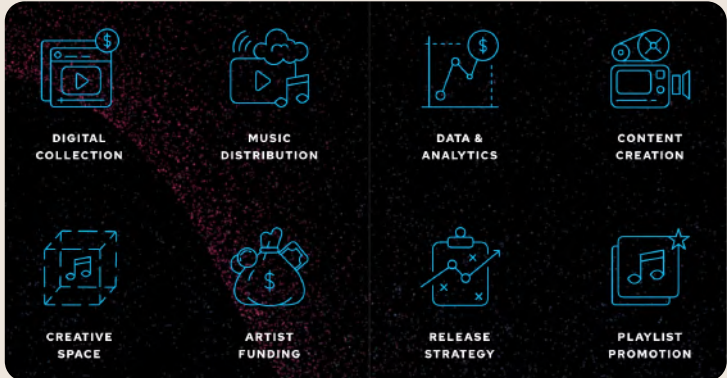 DIGITAL
COLLECTION
MUSIC
DISTRIBUTION
DATA &
ANALYTICS
CONTENT
CREATION
CREATIVE
SPACE
ARTIST
FUNDING
RELEASE
STRATEGY
PLAYLIST
PROMOTION